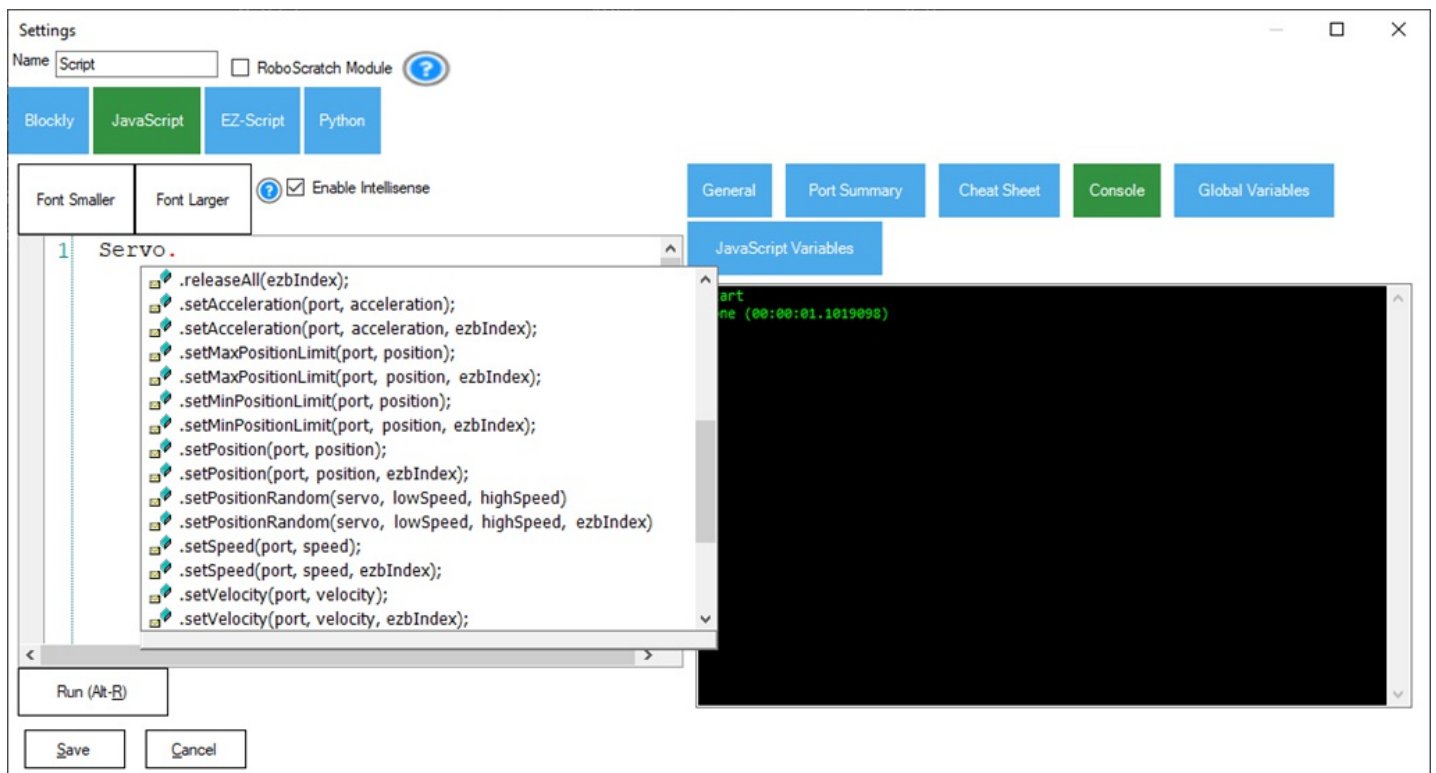 Settings
Name Script RoboScratch Module ?
Blockly JavaScript EZ-Script Python
Font Smaller Font Larger ? Enable Intellisense
1 Servo.
.releaseAll(ezbIndex);
.setAcceleration(port, acceleration);
.setAcceleration(port, acceleration, ezbIndex);
.setMaxPositionLimit(port, position);
.setMaxPositionLimit(port, position, ezbIndex);
.setMinPositionLimit(port, position);
.setMinPositionLimit(port, position, ezbIndex);
.setPosition(port, position);
.setPosition(port, position, ezbIndex);
.setPositionRandom(servo, lowSpeed, highSpeed)
.setPositionRandom(servo, lowSpeed, highSpeed, ezbIndex)
.setSpeed(port, speed);
.setSpeed(port, speed, ezbIndex);
.setVelocity(port, velocity);
.setVelocity(port, velocity, ezbIndex);
Run (Alt-R)
Save Cancel
General Port Summary Cheat Sheet Console Global Variables
JavaScript Variables
art
ne (00:00:01.1019098)